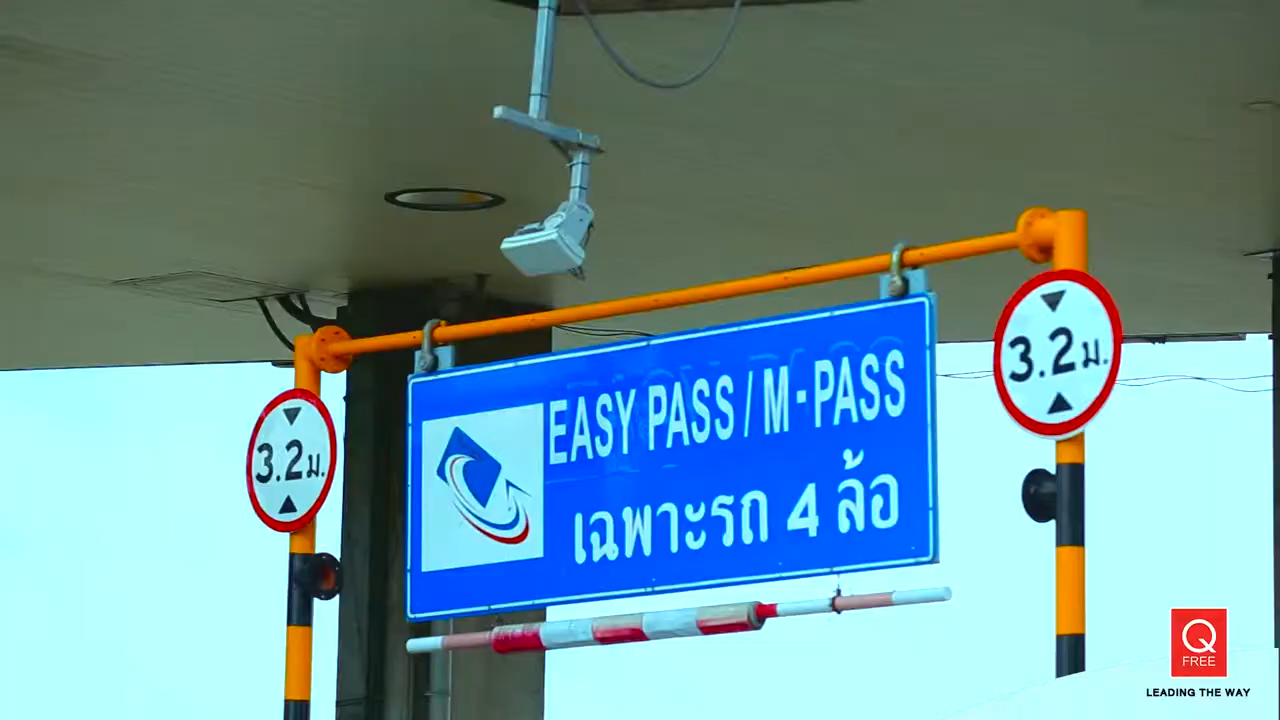 EASY PASS / M-PASS
เฉพาะรถ 4 ล้อ
3.2 ม.
3.2 ม.
Q
FREE
LEADING THE WAY